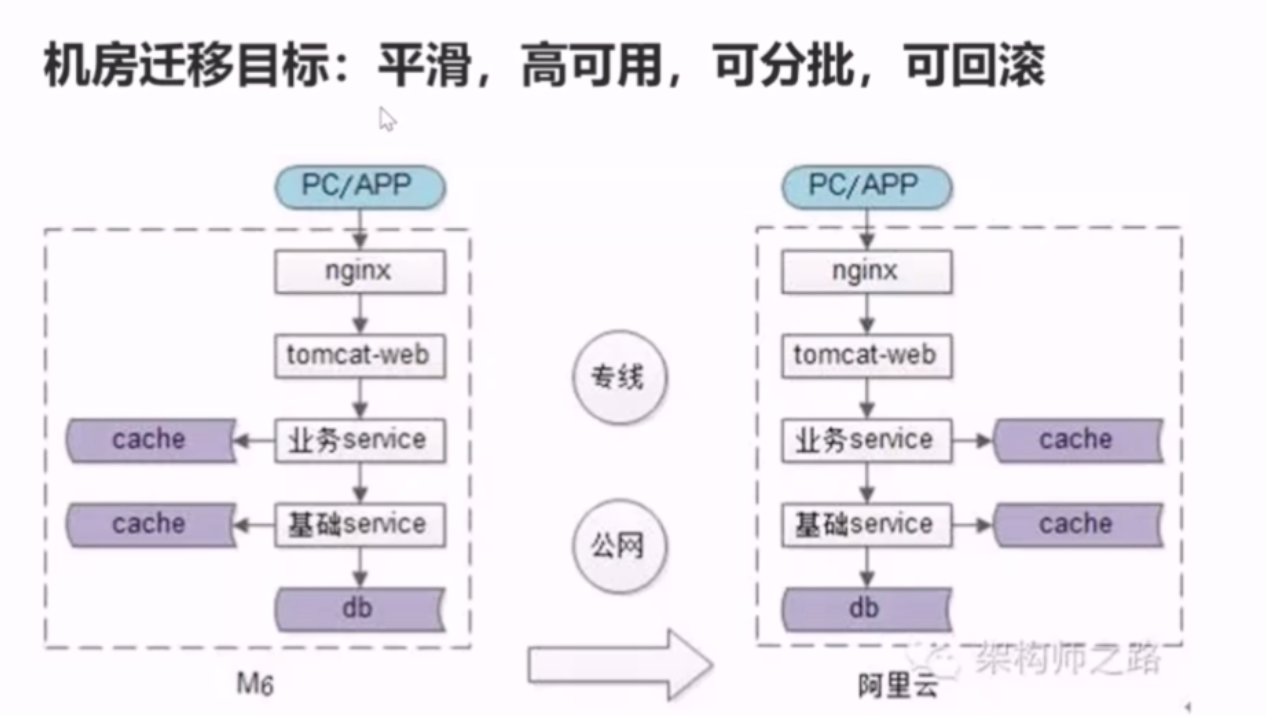 机房迁移目标：平滑，高可用，可分批，可回滚
PC/APP
nginx
tomcat-web
业务service
cache
基础service
cache
db
M6
专线
公网
PC/APP
nginx
tomcat-web
业务service
cache
基础service
cache
db
阿里云
架构师之路